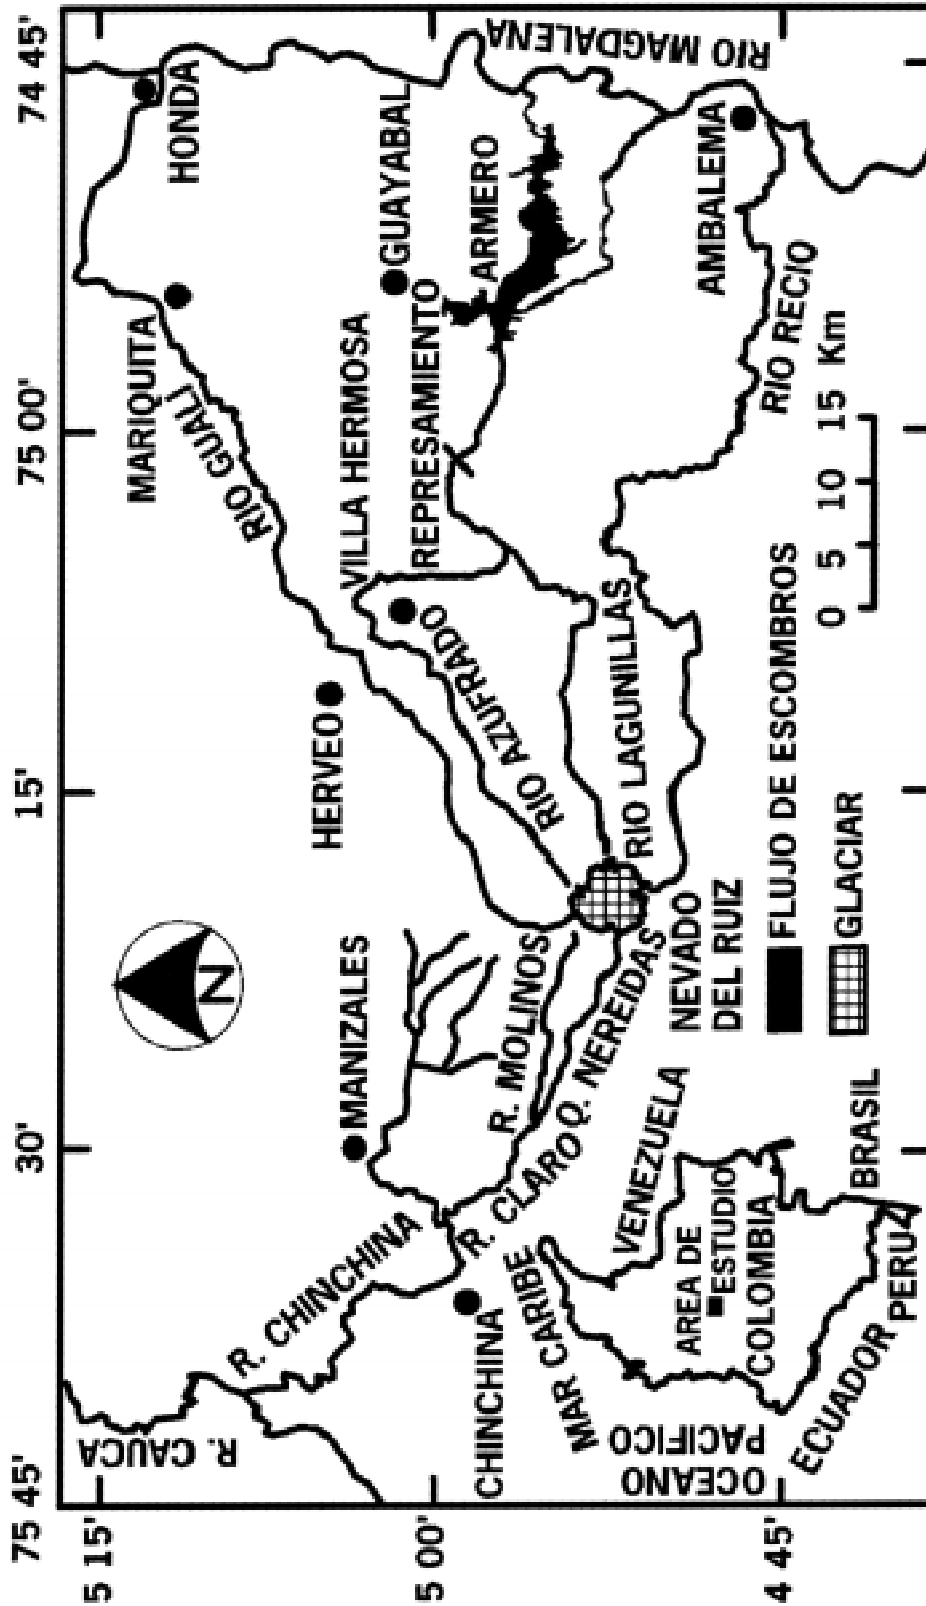 75 45'
30'
15'
75 00'
74 45'
5 15'
5 00'
4 45'
R. CAUCA
R. CHINCHINA
CHINCHINA
MANIZALES
N
HERVEO
MARIQUITA
HONDA
RIO GUALI
VILLA HERMOSA
GUAYABAL
REPRESAMIENTO
ARMERO
RIO MAGDALENA
RIO AZUFRADO
R. MOLINOS
R. CLARO
Q. NEREIDAS
RIO LAGUNILLAS
NEVADO
DEL RUIZ
AMBALEMA
RIO RECIO
MAR CARIBE
VENEZUELA
AREA DE
ESTUDIO
COLOMBIA
OCEANO
PACIFICO
ECUADOR
PERU
BRASIL
FLUJO DE ESCOMBROS
GLACIAR
0 5 10 15 Km